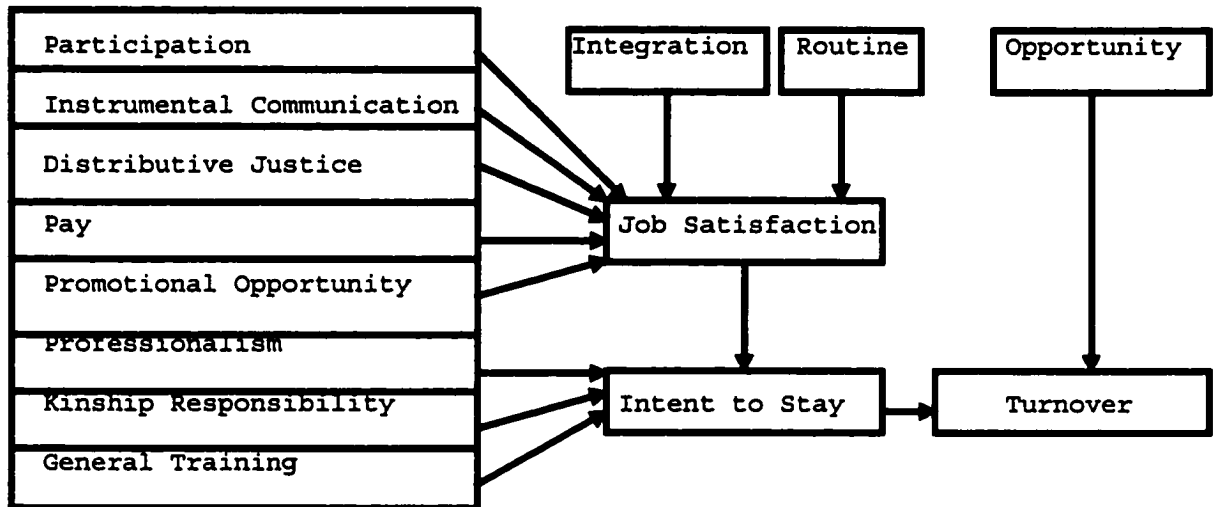 Participation
Instrumental Communication
Distributive Justice
Pay
Promotional Opportunity
Professionalism
Kinship Responsibility
General Training
Integration
Routine
Opportunity
Job Satisfaction
Intent to Stay
Turnover